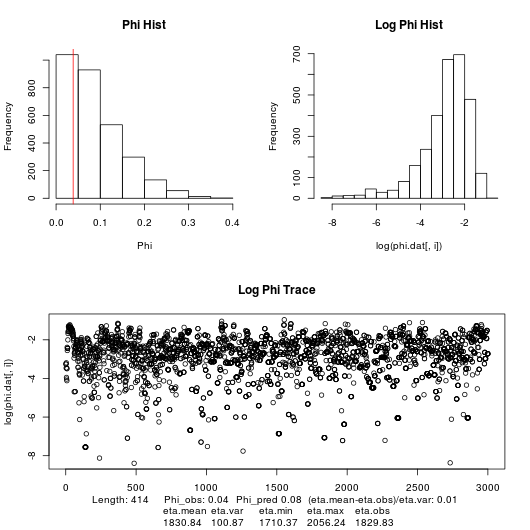 Phi Hist
Log Phi Hist
Frequency
0 200 400 600 800
0.0 0.1 0.2 0.3 0.4
Phi
Frequency
0 100 300 500 700
-8 -6 -4 -2
log(phi.dat[, i])
Log Phi Trace
log(phi.dat[, i])
-8 -6 -4 -2
0 500 1000 1500 2000 2500 3000
Length: 414 Phi_obs: 0.04 Phi_pred 0.08 (eta.mean-eta.obs)/eta.var: 0.01
eta.mean eta.var eta.min eta.max eta.obs
1830.84 100.87 1710.37 2056.24 1829.83